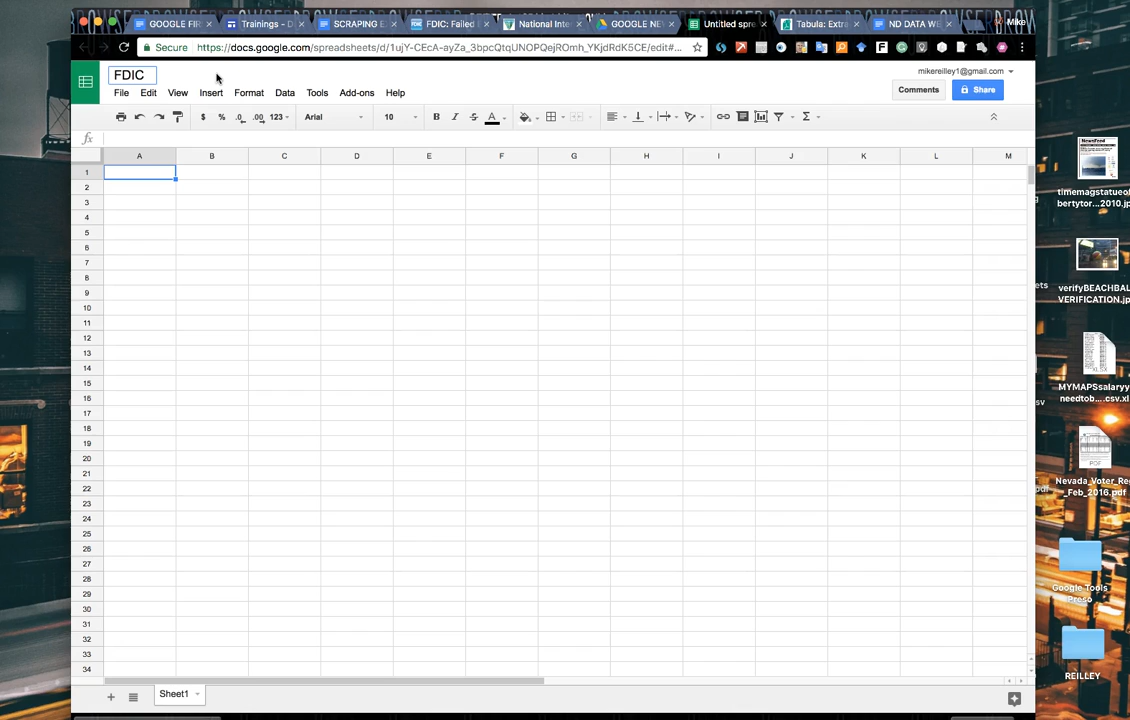 GOOGLE FIR
Trainings - D
SCRAPING E
FDIC: Failed
National Inte
GOOGLE NE
Untitled spre
Tabula: Extra
ND DATA WE
Mike
Secure
https://docs.google.com/spreadsheets/d/1ujY-CEcA-ayZa_3bpcQtqUNOPQejROmh_YKjdRdK5CE/edit#...
FDIC
mikereilley1@gmail.com
File Edit View Insert Format Data Tools Add-ons Help
Comments
Share
$ % .0 .00 123 Arial 10 B I S A
fx
A B C D E F G H I J K L M
1
2
3
4
5
6
7
8
9
10
11
12
13
14
15
16
17
18
19
20
21
22
23
24
25
26
27
28
29
30
31
32
33
34
Sheet1
timemagstatueof
bertytor...2010.jp
verifyBEACHBAL
VERIFICATION.jp
MYMAPSsalaryy
needtob....csv.xl
Nevada_Voter_Re
_Feb_2016.pdf
Google Tools
Preso
REILLEY